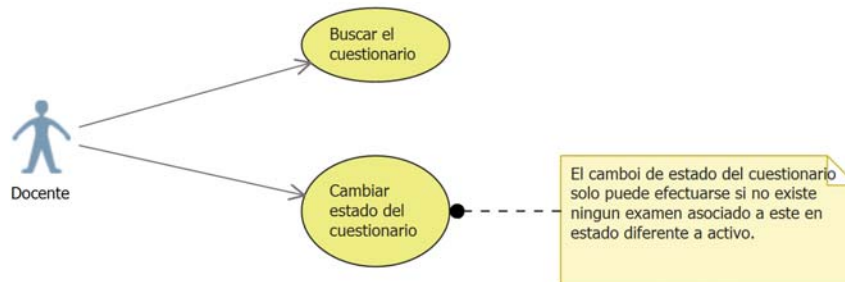 Buscar el
cuestionario
Docente
Cambiar
estado del
cuestionario
El camboi de estado del cuestionario
solo puede efectuarse si no existe
ningun examen asociado a este en
estado diferente a activo.